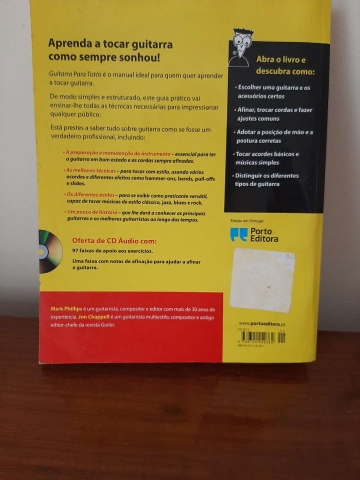 Aprenda a tocar guitarra
como sempre sonhou!
Guitarra Para Totós é o manual ideal para quem quer aprender
a tocar guitarra.
De modo simples e estruturado, este guia prático vai
ensinar-lhe todas as técnicas necessárias para impressionar
qualquer público.
Está prestes a saber tudo sobre guitarra como se fosse um
verdadeiro profissional, incluindo:
• A preparação e manutenção do instrumento – essencial para ter
a guitarra em bom estado e as cordas sempre afinadas.
• As melhores técnicas – para tocar com estilo, usando vários
acordes e diferentes efeitos como hammer-ons, bends, pull-offs
e slides.
• Os diferentes estilos – para se exibir como praticante versátil,
capaz de tocar músicas de estilo clássico, jazz, blues e rock.
• Um pouco de história – que lhe dará a conhecer as principais
guitarras e os melhores guitarristas ao longo dos tempos.
Oferta de CD Áudio com:
97 faixas de apoio aos exercícios.
Uma faixa com notas de afinação para ajudar a afinar
a guitarra.
Mark Phillips é um guitarrista, compositor e editor com mais de 30 anos de
experiência. Jon Chappell é um guitarrista multiestilo, compositor e antigo
editor-chefe da revista Guitar.
Abra o livro e
descubra como:
• Escolher uma guitarra e os
acessórios certos
• Afinar, trocar cordas e fazer
ajustes comuns
• Adotar a posição de mão e a
postura corretas
• Tocar acordes básicos e
músicas simples
• Distinguir os diferentes
tipos de guitarra
Edição em Portugal
Porto
Editora
www.portoeditora.pt